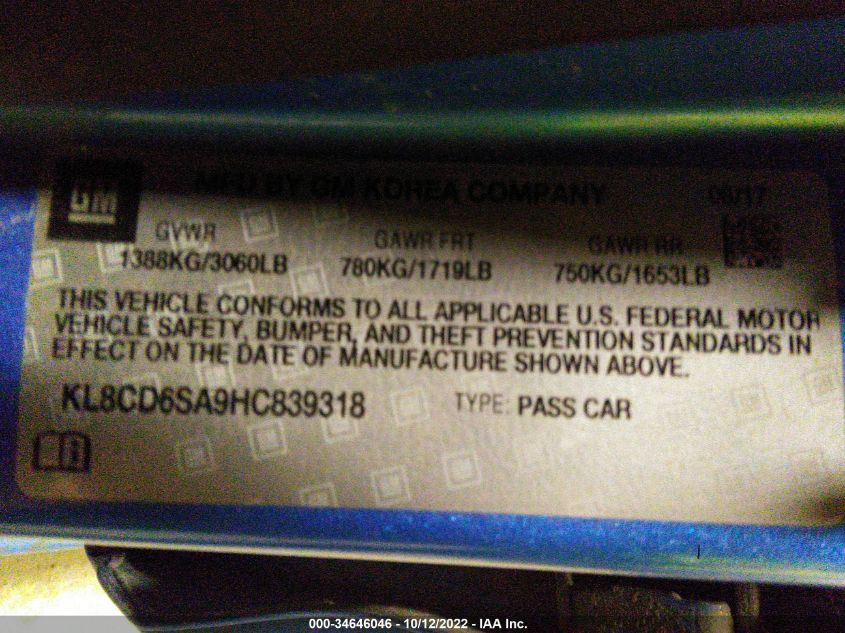 GM
MFD BY GM KOREA COMPANY 06/17
GVWR GAWR FRT GAWR RR
1388KG/3060LB 780KG/1719LB 750KG/1653LB
THIS VEHICLE CONFORMS TO ALL APPLICABLE U.S. FEDERAL MOTOR
VEHICLE SAFETY, BUMPER, AND THEFT PREVENTION STANDARDS IN
EFFECT ON THE DATE OF MANUFACTURE SHOWN ABOVE.
KL8CD6SA9HC839318 TYPE: PASS CAR
000-34646046 - 10/12/2022 - IAA Inc.